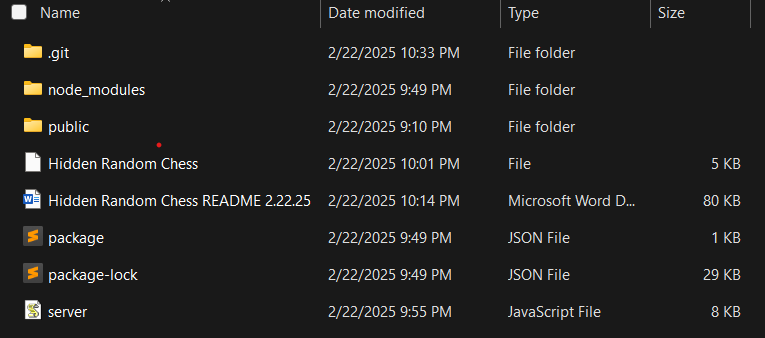 Name Date modified Type Size
.git 2/22/2025 10:33 PM File folder
node_modules 2/22/2025 9:49 PM File folder
public 2/22/2025 9:10 PM File folder
Hidden Random Chess 2/22/2025 10:01 PM File 5 KB
Hidden Random Chess README 2.22.25 2/22/2025 10:14 PM Microsoft Word D... 80 KB
package 2/22/2025 9:49 PM JSON File 1 KB
package-lock 2/22/2025 9:49 PM JSON File 29 KB
server 2/22/2025 9:55 PM JavaScript File 8 KB